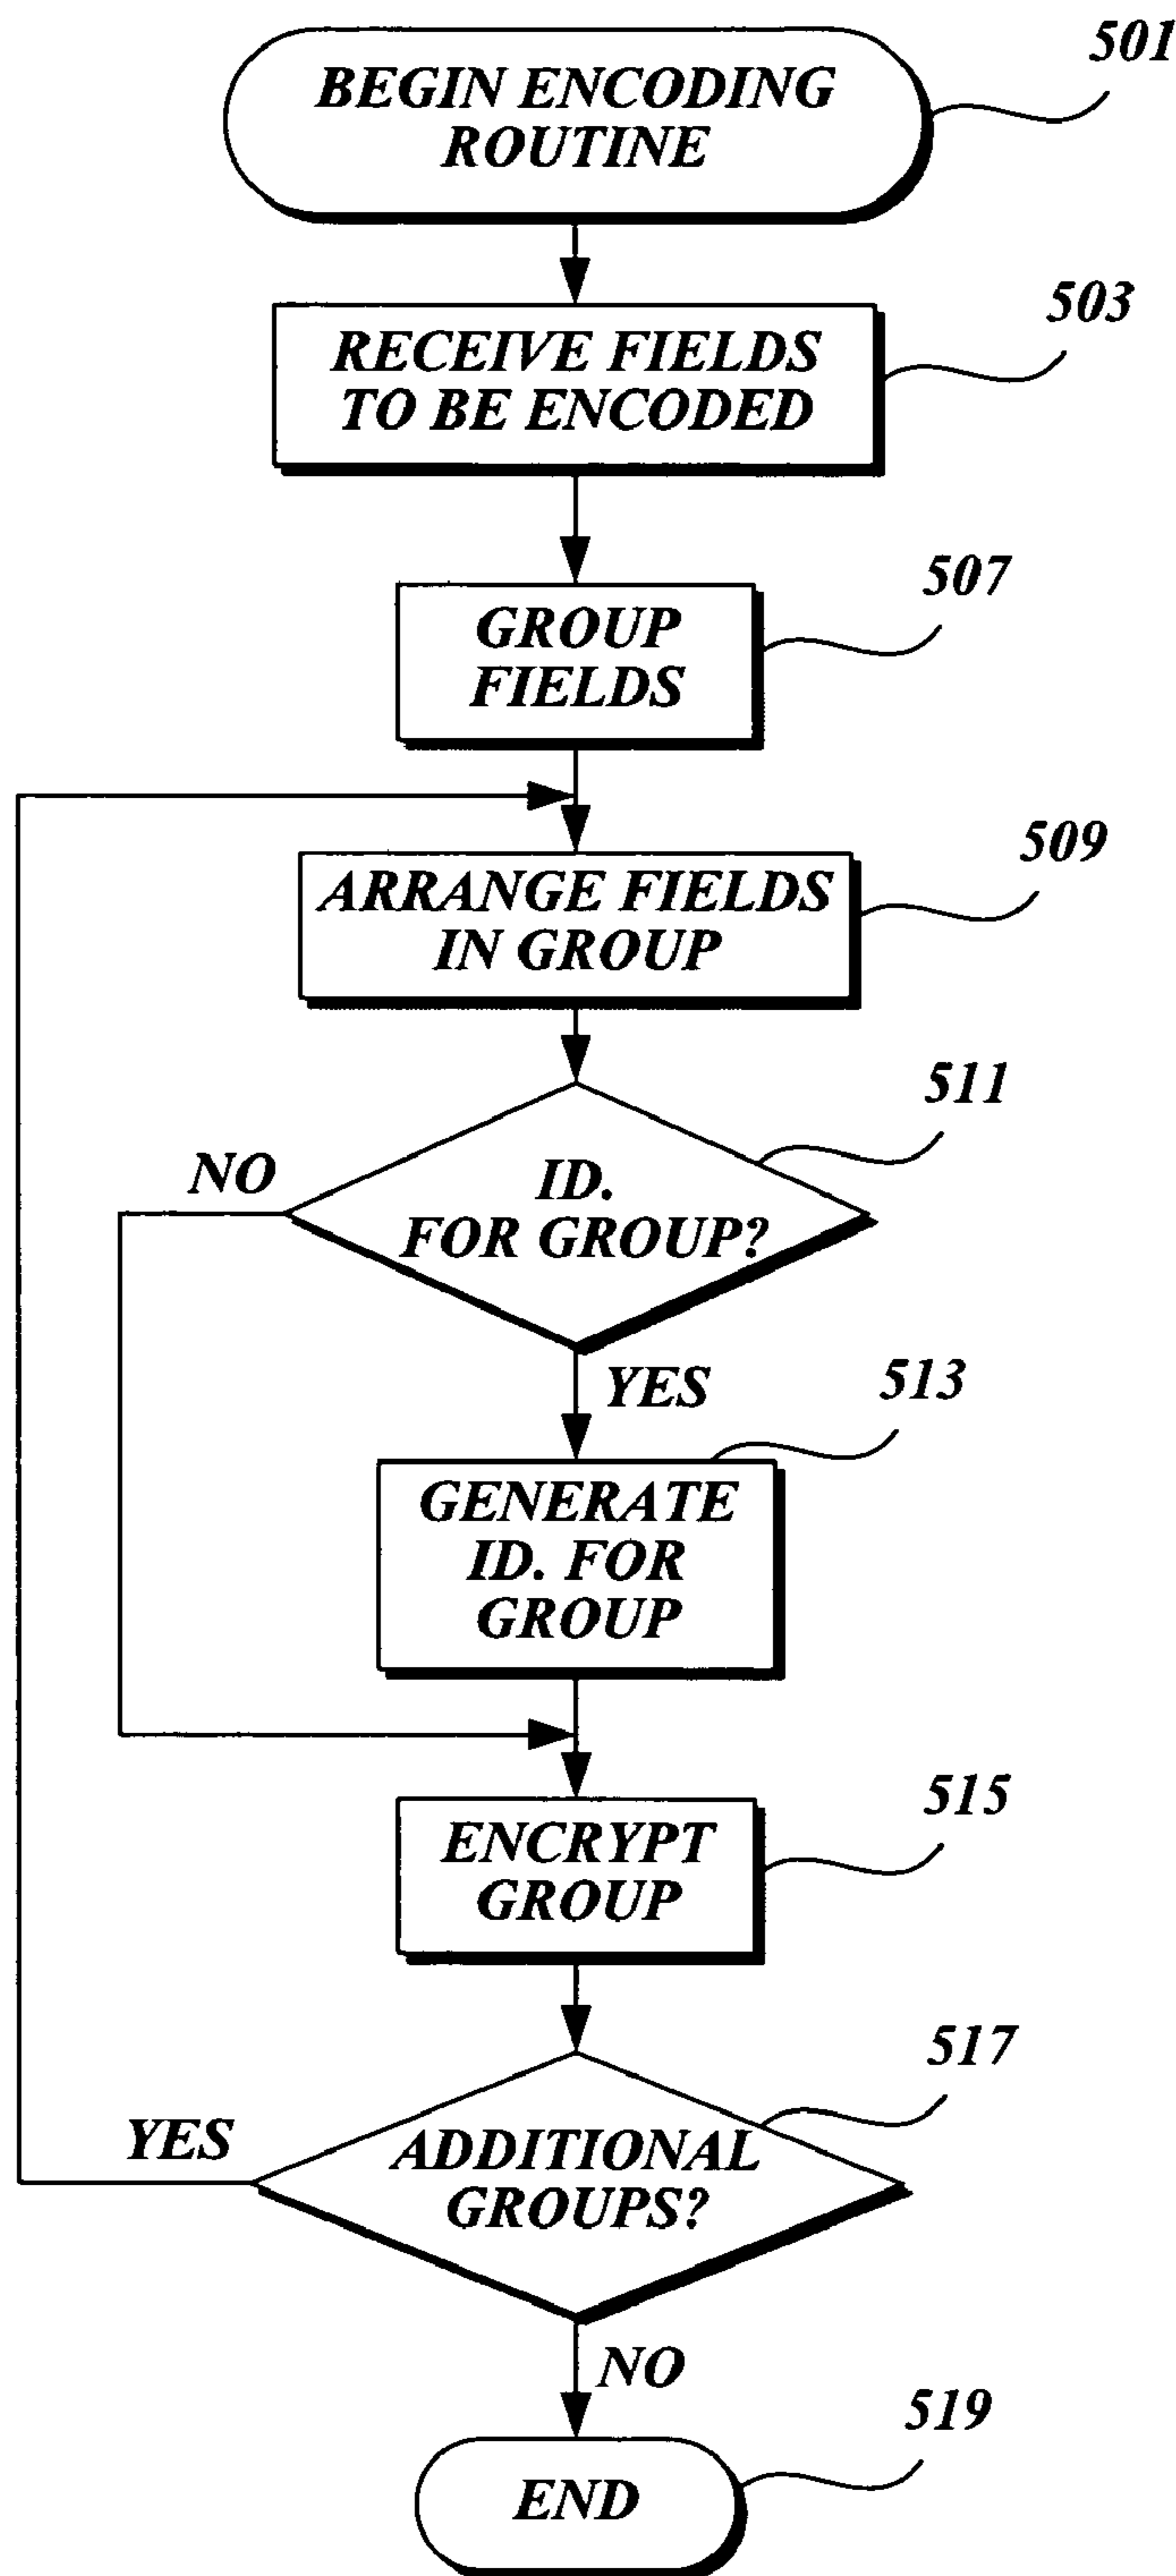 501
BEGIN ENCODING
ROUTINE
503
RECEIVE FIELDS
TO BE ENCODED
507
GROUP
FIELDS
509
ARRANGE FIELDS
IN GROUP
511
NO
ID.
FOR GROUP?
YES
513
GENERATE
ID. FOR
GROUP
515
ENCRYPT
GROUP
517
YES
ADDITIONAL
GROUPS?
NO
519
END